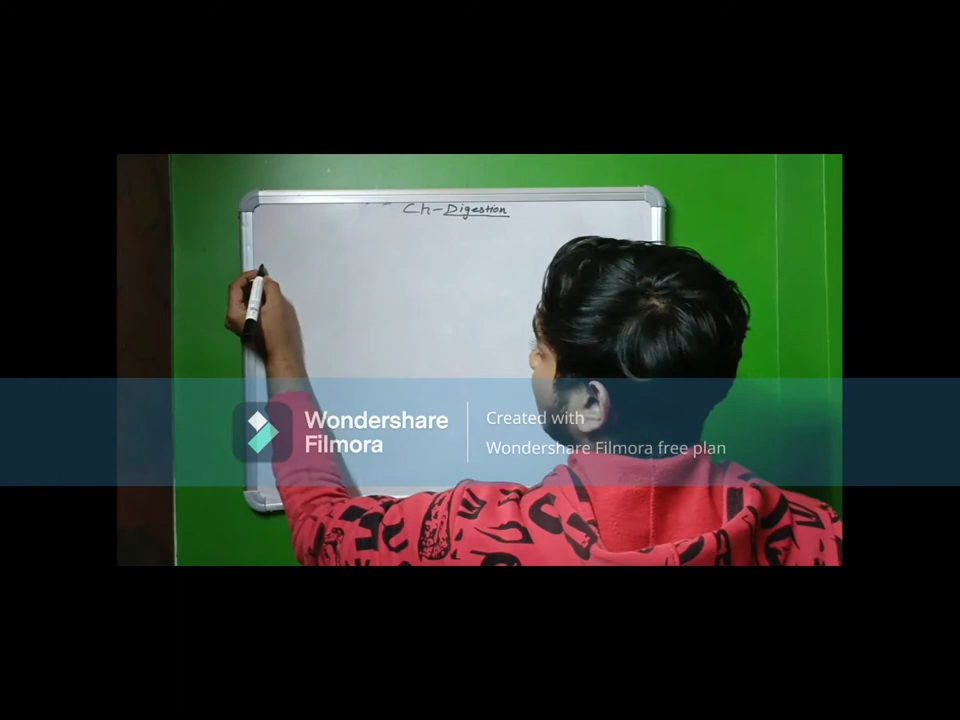 Ch-Digestion
Wondershare
Filmora
Created with
Wondershare Filmora free plan